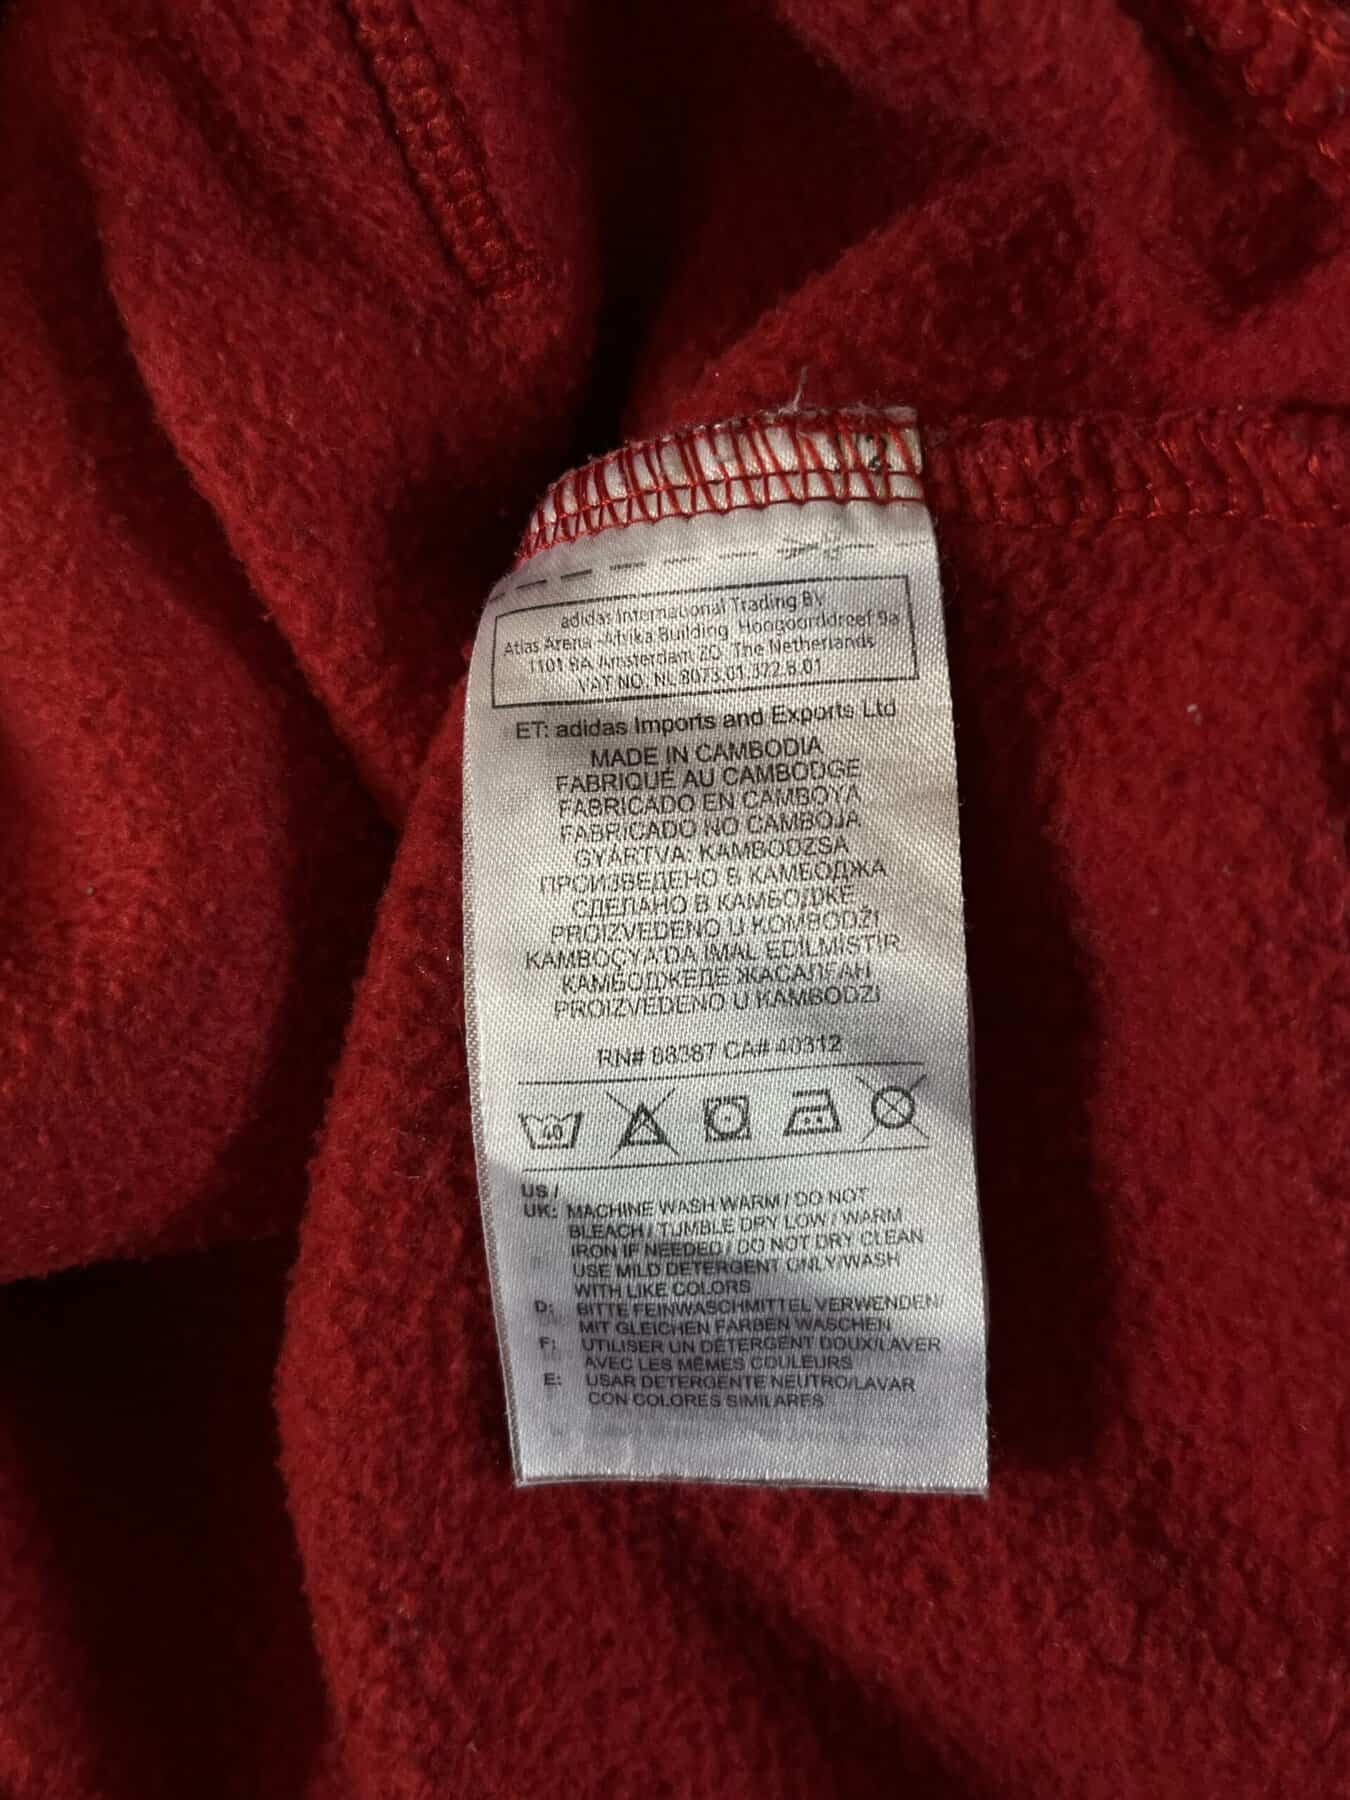 adidas International Trading BV
Atlas Arena Afrika Building Hoogoorddreef 9a
1101 BA Amsterdam ZO The Netherlands
VAT NO. NL 8073.01.322.B.01
ET: adidas Imports and Exports Ltd
MADE IN CAMBODIA
FABRIQUÉ AU CAMBODGE
FABRICADO EN CAMBOYA
FABRICADO NO CAMBOJA
GYÁRTVA: KAMBODZSA
ПРОИЗВЕДЕНО В КАМБОДЖА
СДЕЛАНО В КАМБОДЖЕ
PROIZVEDENO U KOMBODŽI
KAMBOÇYA'DA IMAL EDİLMİSTİR
КАМБОДЖЕДЕ ЖАСАЛҒАН
PROIZVEDENO U KAMBODŽI
RN# 88387 CA# 40312
40
US /
UK: MACHINE WASH WARM / DO NOT
BLEACH / TUMBLE DRY LOW / WARM
IRON IF NEEDED / DO NOT DRY CLEAN
USE MILD DETERGENT ONLY/WASH
WITH LIKE COLORS
D: BITTE FEINWASCHMITTEL VERWENDEN/
MIT GLEICHEN FARBEN WASCHEN
F: UTILISER UN DÉTERGENT DOUX/LAVER
AVEC LES MÊMES COULEURS
E: USAR DETERGENTE NEUTRO/LAVAR
CON COLORES SIMILARES